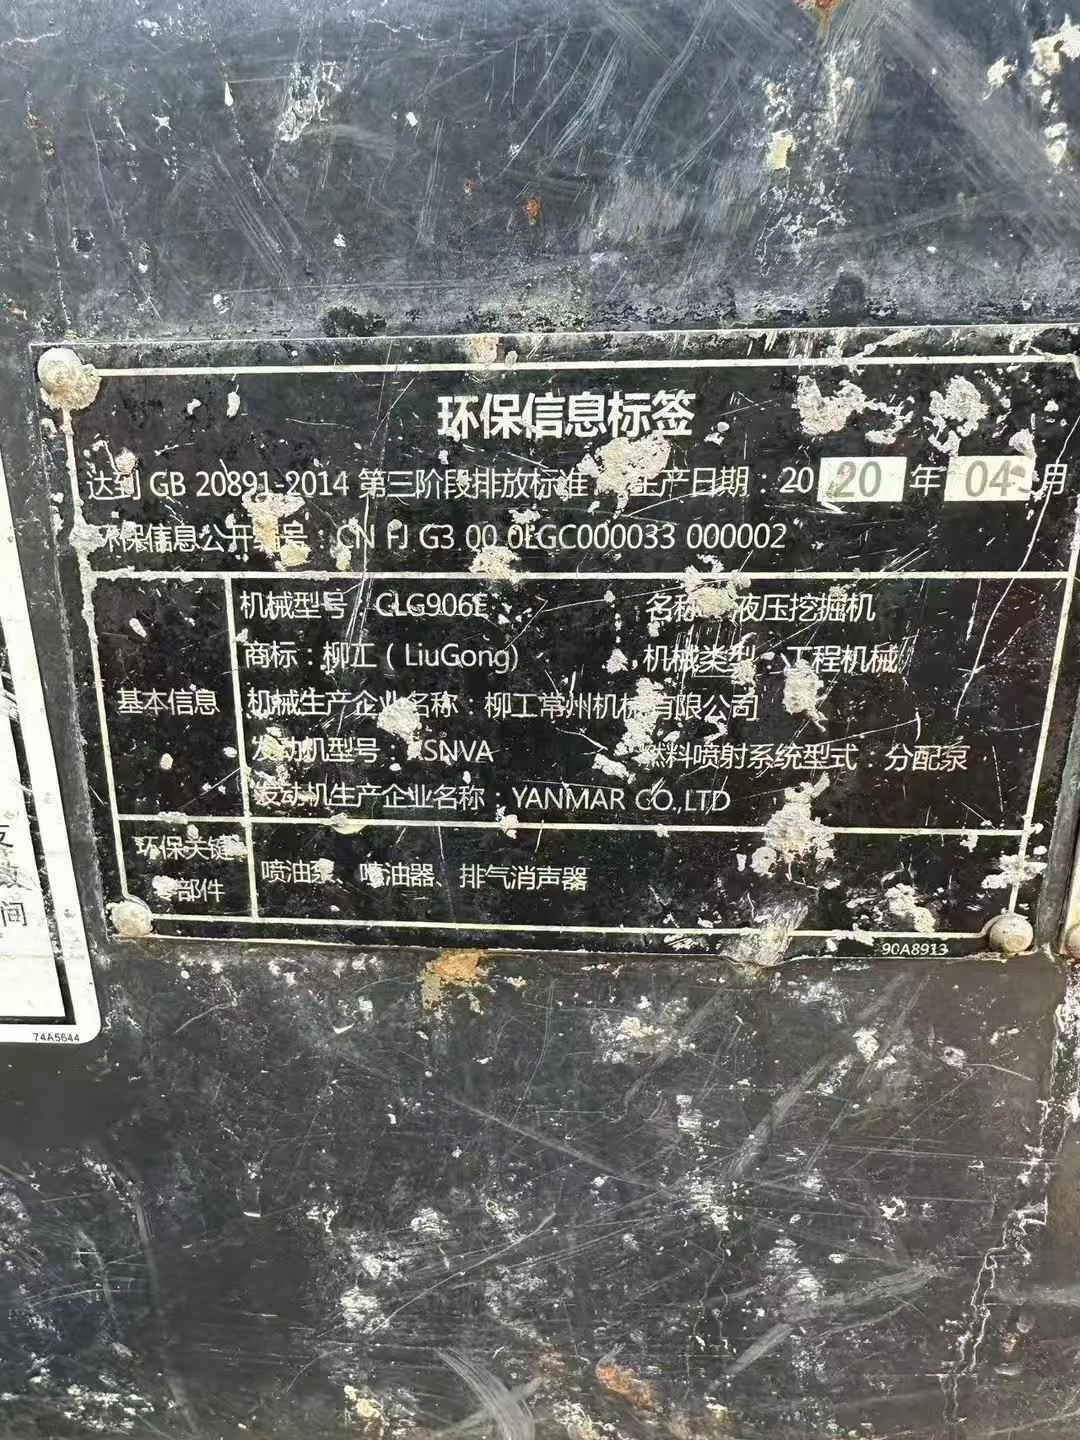 环保信息标签
达到 GB 20891-2014 第三阶段排放标准 生产日期：2020年04月
环保信息公开编号：CN FJ G3 00 0LGC000033 000002
机械型号：CLG906E 名称：液压挖掘机
商标：柳工（LiuGong) 机械类型：工程机械
基本信息 机械生产企业名称：柳工常州机械有限公司
发动机型号： 燃料喷射系统型式：分配泵
发动机生产企业名称：YANMAR CO.,LTD
环保关键
零部件
喷油泵、喷油器、排气消声器
90A8913
间
74A5644